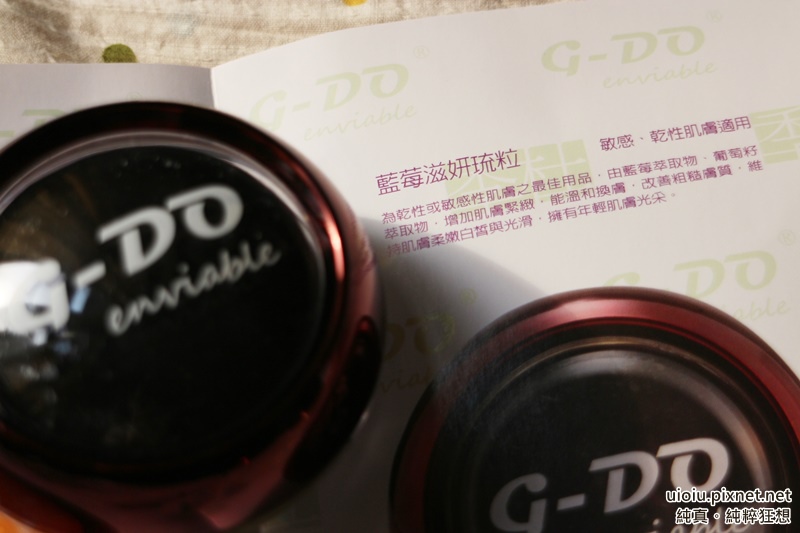 G-DO
enviable
G-DO
enviable
敏感、乾性肌膚適用
藍莓滋妍琉粒
為乾性或敏感性肌膚之最佳用品，由藍莓萃取物、葡萄籽
萃取物，增加肌膚緊緻，能溫和換膚，改善粗糙膚質，維
持肌膚柔嫩白皙與光滑，擁有年輕肌膚光采。
G-DO
enviable
G-DO
G-DO
uioiu.pixnet.net
純真。純粹狂想